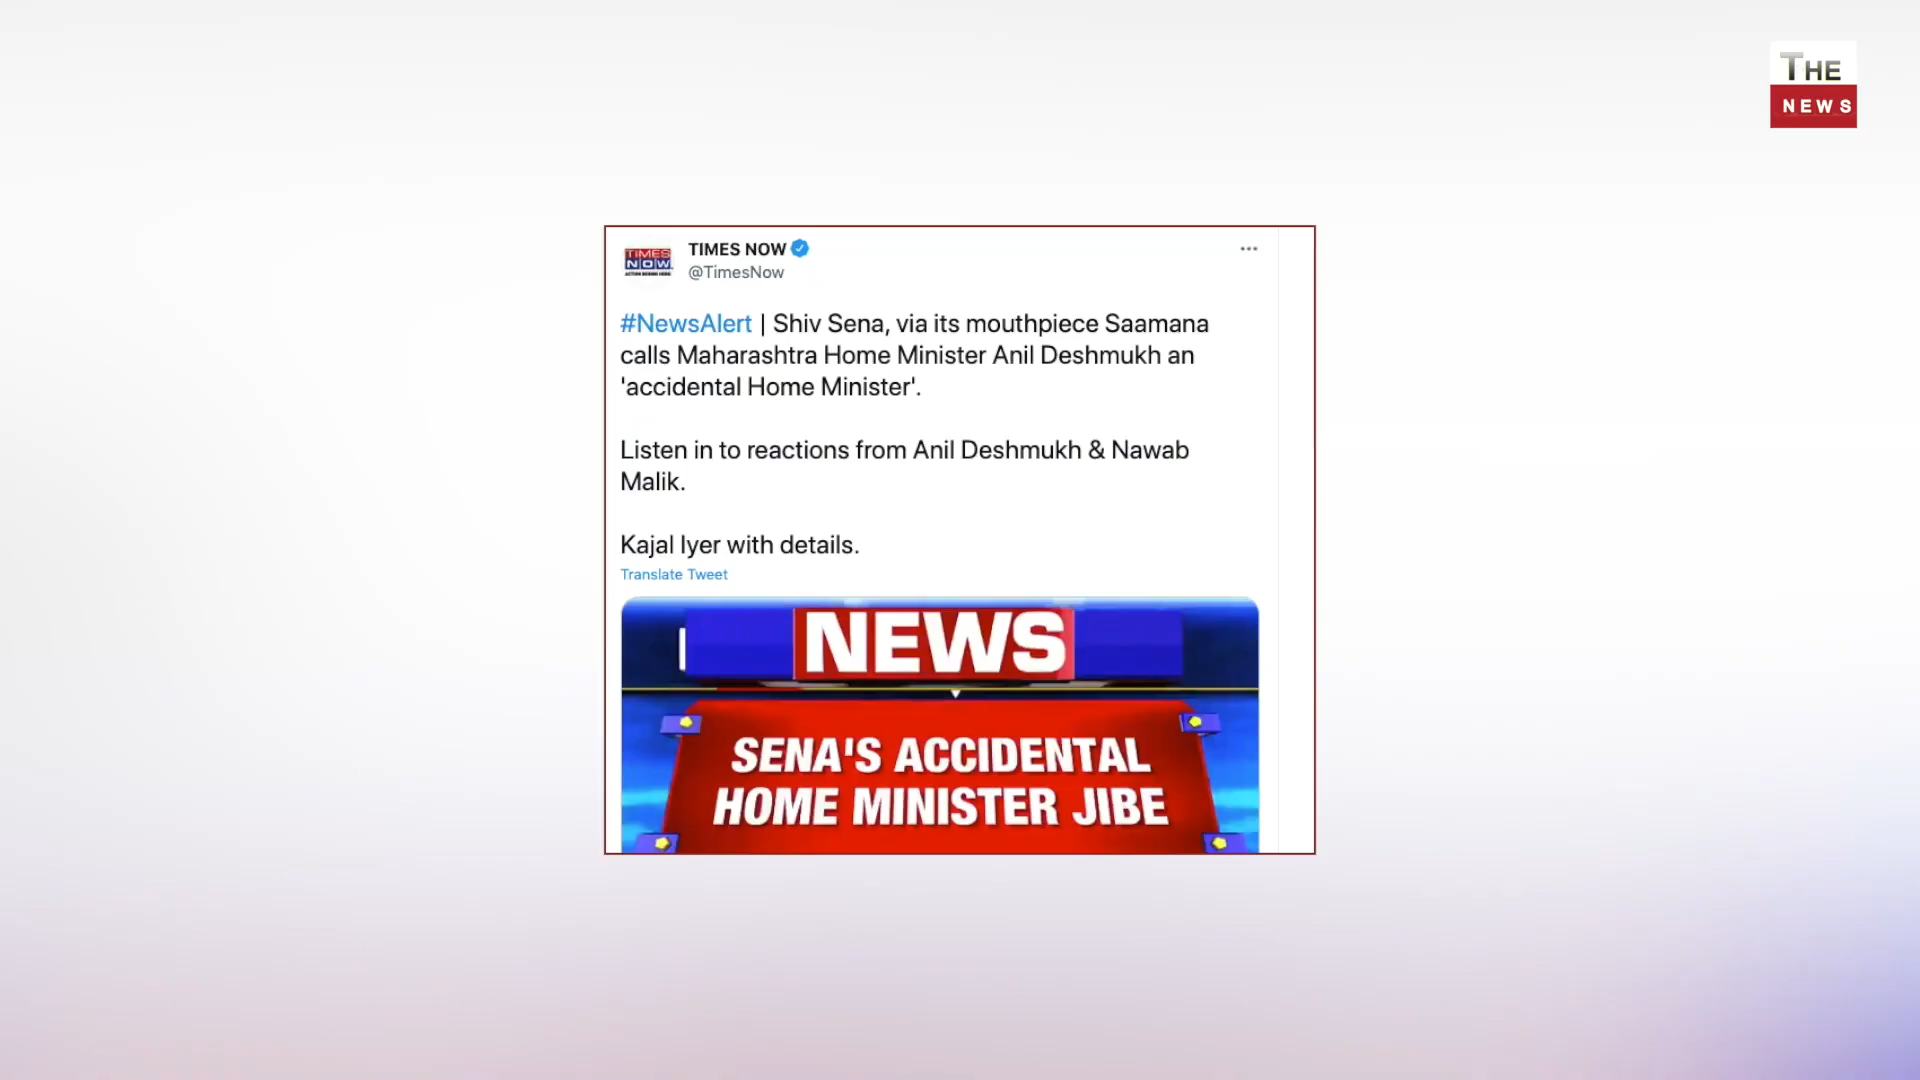 THE
NEWS
TIMES NOW
@TimesNow
TIMES
NOW
#NewsAlert | Shiv Sena, via its mouthpiece Saamana
calls Maharashtra Home Minister Anil Deshmukh an
'accidental Home Minister'.
Listen in to reactions from Anil Deshmukh & Nawab
Malik.
Kajal Iyer with details.
Translate Tweet
NEWS
SENA'S ACCIDENTAL
HOME MINISTER JIBE